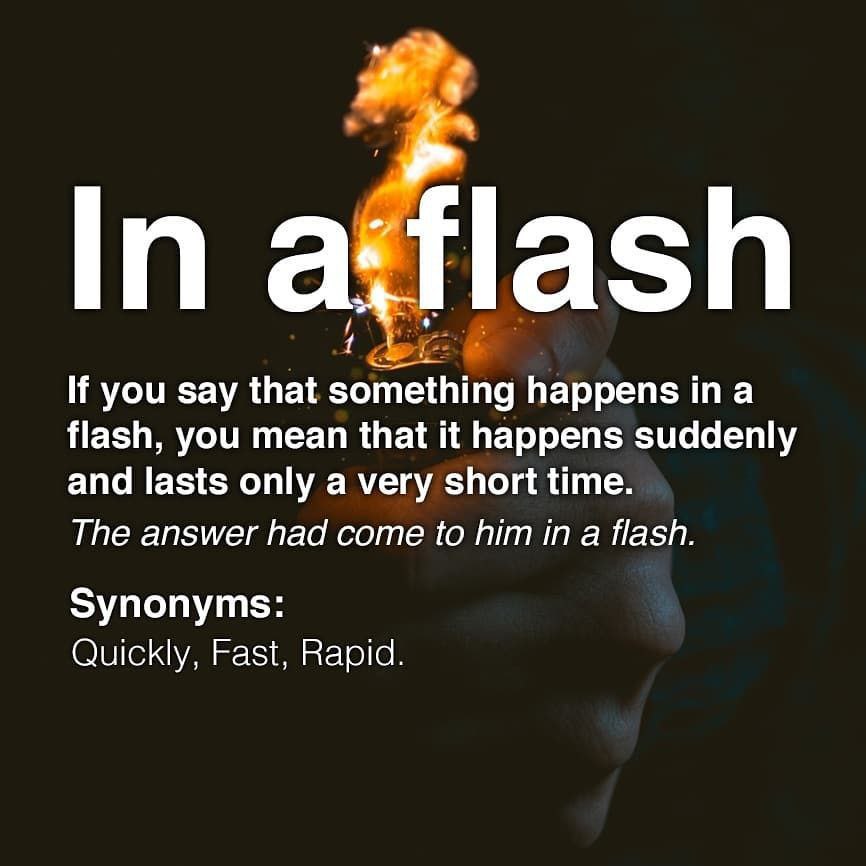 In a flash
If you say that something happens in a
flash, you mean that it happens suddenly
and lasts only a very short time.
The answer had come to him in a flash.
Synonyms:
Quickly, Fast, Rapid.